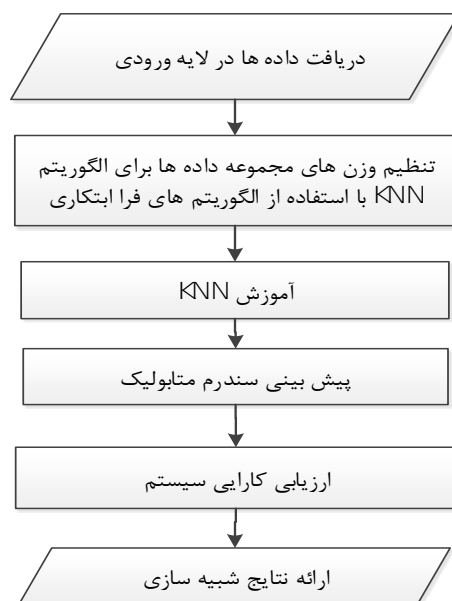 دریافت داده ها در لایه ورودی
تنظیم وزن های مجموعه داده ها برای الگوریتم
KNN با استفاده از الگوریتم های فرا ابتکاری
آموزش KNN
پیش بینی سندرم متابولیک
ارزیابی کارایی سیستم
ارائه نتایج شبیه سازی